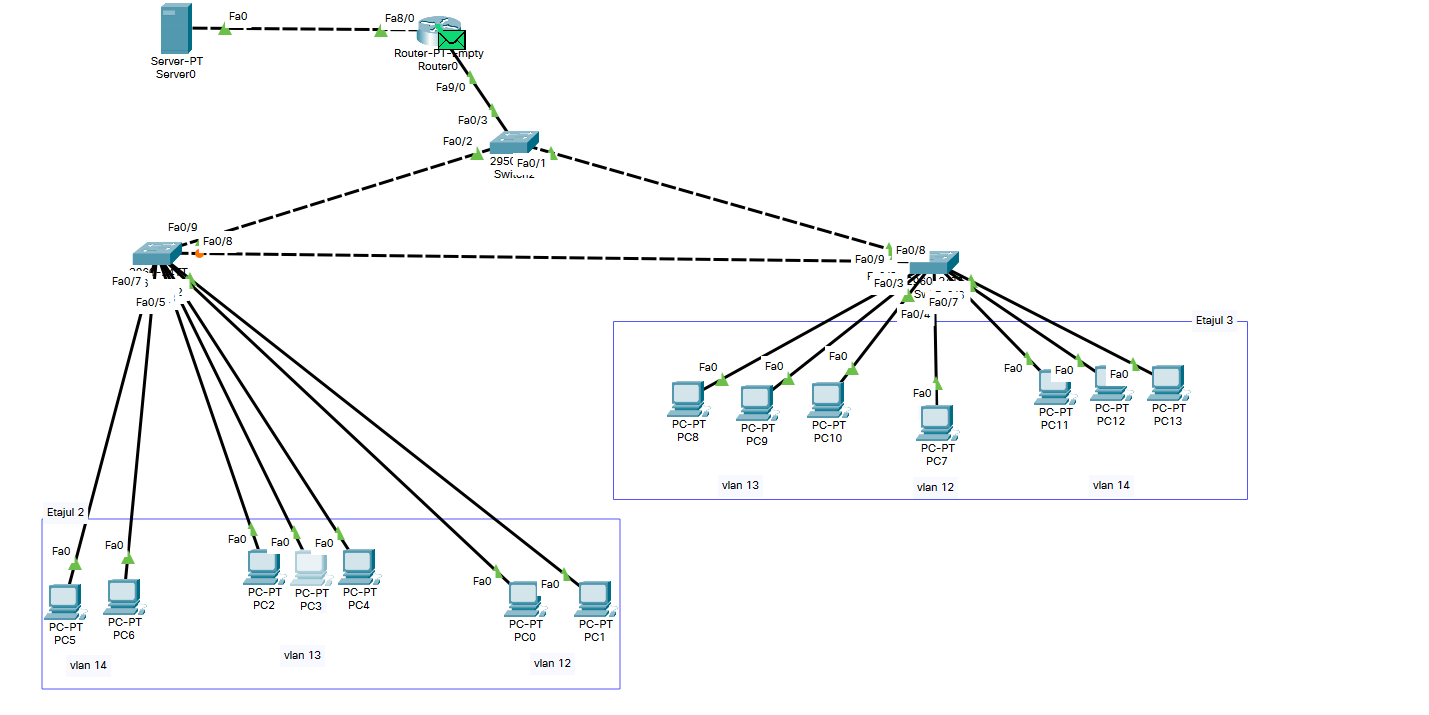 Fa0
Fa8/0
Server-PT
Server0
Router-PT-Empty
Router0
Fa9/0
Fa0/3
Fa0/2
Fa0/1
Switch2
Fa0/9
Fa0/8
Fa0/7
Fa0/5
Fa0/8
Fa0/9
Fa0/3
Fa0/7
Fa0/4
Etajul 3
Fa0
Fa0
Fa0
Fa0
Fa0
Fa0
Fa0
PC-PT
PC8
PC-PT
PC9
PC-PT
PC10
PC-PT
PC7
PC-PT
PC11
PC-PT
PC12
PC-PT
PC13
vlan 13
vlan 12
vlan 14
Etajul 2
Fa0
Fa0
Fa0
Fa0
Fa0
Fa0
Fa0
PC-PT
PC5
PC-PT
PC6
PC-PT
PC2
PC-PT
PC3
PC-PT
PC4
PC-PT
PC0
PC-PT
PC1
vlan 14
vlan 13
vlan 12